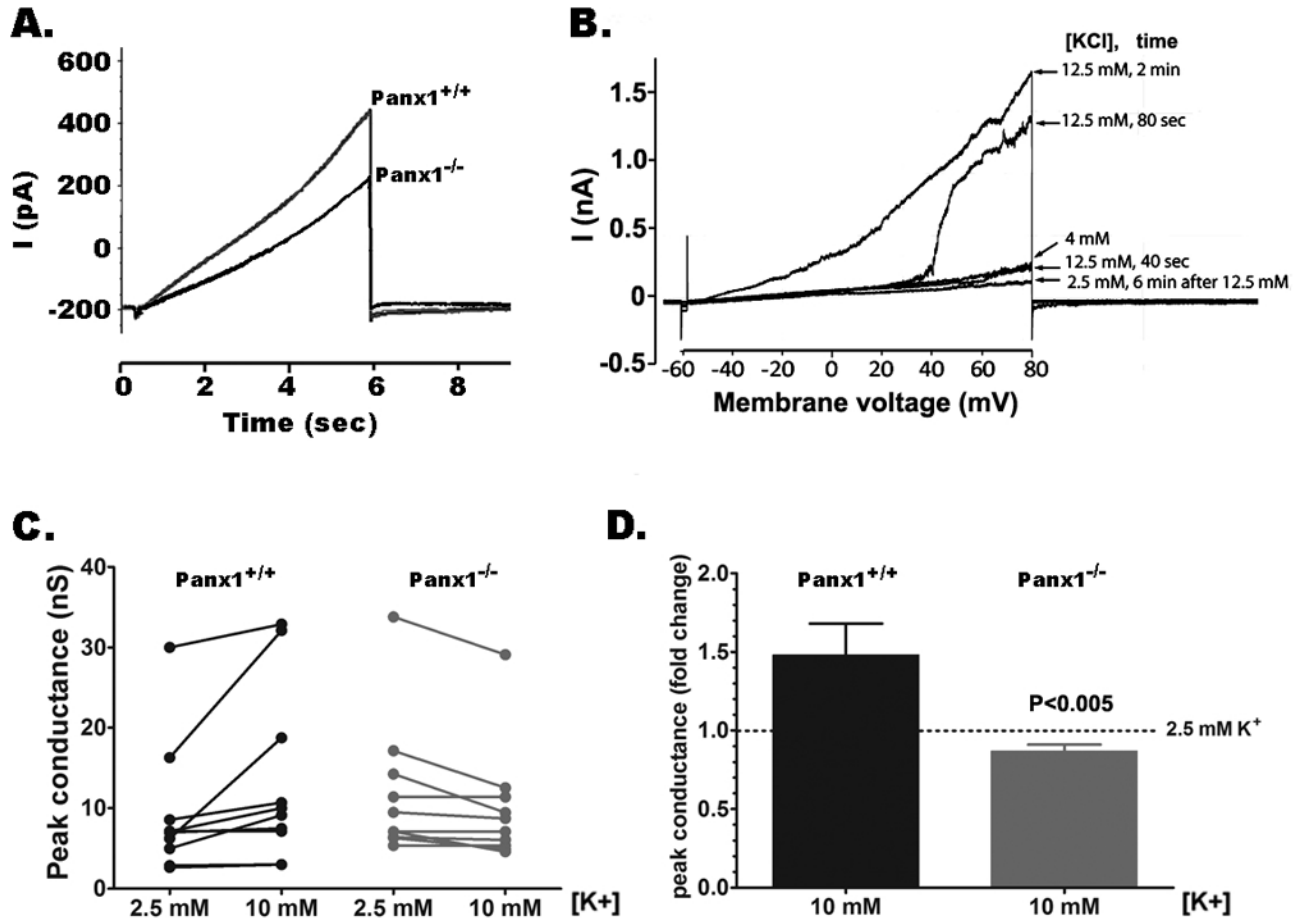 A.
600
400
200
0
-200
I (pA)
Panx1+/+
Panx1-/-
0 2 4 6 8
Time (sec)
B.
[KCl], time
12.5 mM, 2 min
12.5 mM, 80 sec
4 mM
12.5 mM, 40 sec
2.5 mM, 6 min after 12.5 mM
1.5
1.0
0.5
0
-0.5
I (nA)
-60 -40 -20 0 20 40 60 80
Membrane voltage (mV)
C.
Peak conductance (nS)
40
30
20
10
0
Panx1+/+ Panx1-/-
2.5 mM 10 mM 2.5 mM 10 mM [K+]
D.
peak conductance (fold change)
2.0
1.5
1.0
0.5
0.0
Panx1+/+ Panx1-/-
P<0.005
2.5 mM K+
10 mM 10 mM [K+]